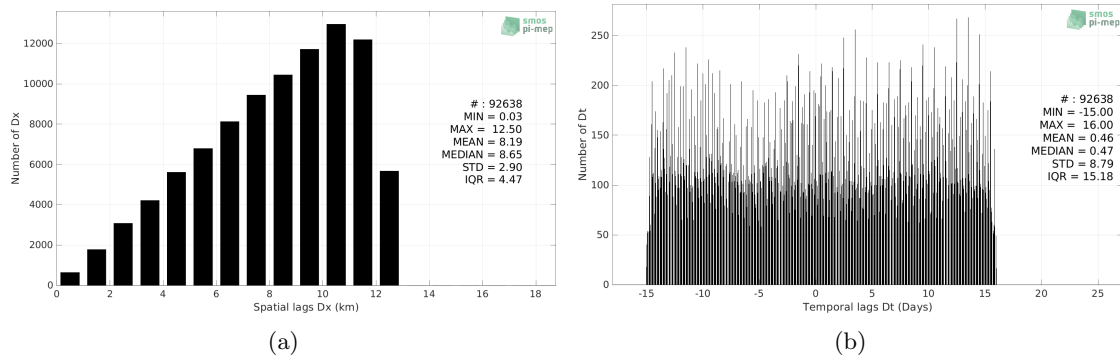 smos
pi-mep
Number of Dx
12000
10000
8000
6000
4000
2000
0
# : 92638
MIN = 0.03
MAX = 12.50
MEAN = 8.19
MEDIAN = 8.65
STD = 2.90
IQR = 4.47
0 2 4 6 8 10 12 14 16 18
Spatial lags Dx (km)
(a)
smos
pi-mep
Number of Dt
250
200
150
100
50
0
# : 92638
MIN = -15.00
MAX = 16.00
MEAN = 0.46
MEDIAN = 0.47
STD = 8.79
IQR = 15.18
-15 -10 -5 0 5 10 15 20 25
Temporal lags Dt (Days)
(b)